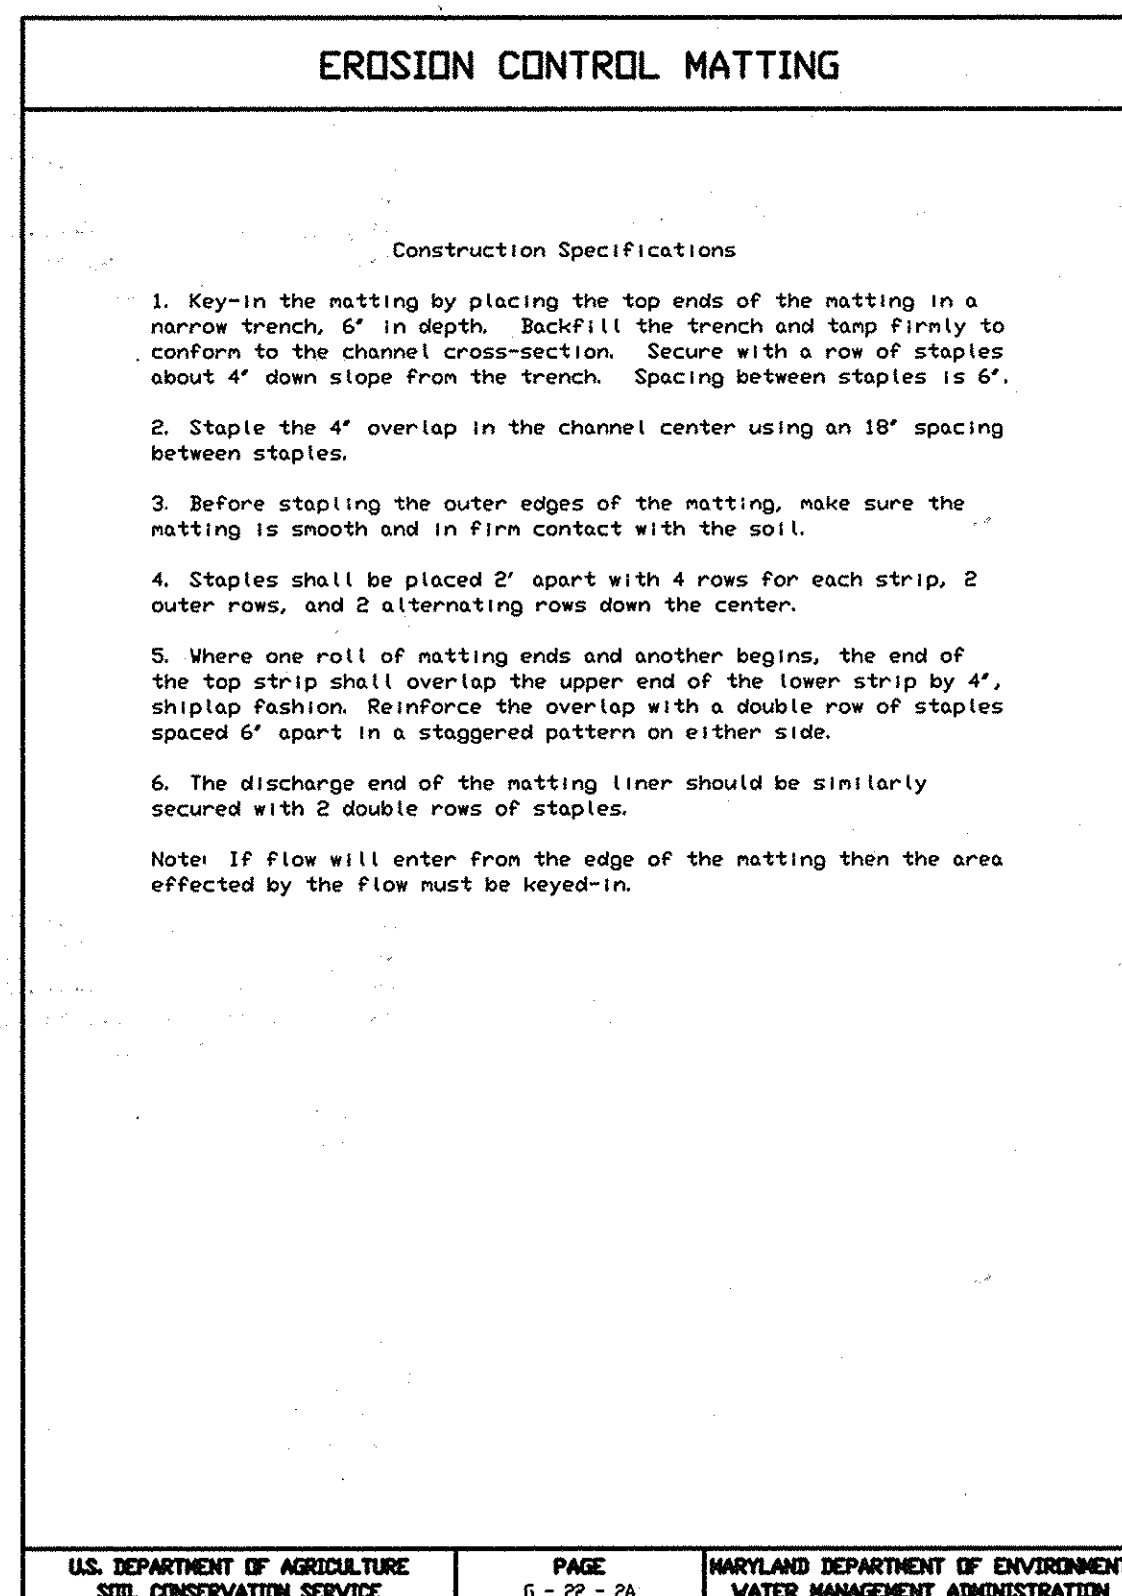 EROSION CONTROL MATTING
Construction Specifications
1. Key-in the matting by placing the top ends of the matting in a
narrow trench, 6" in depth. Backfill the trench and tamp firmly to
conform to the channel cross-section. Secure with a row of staples
about 4" down slope from the trench. Spacing between staples is 6".
2. Staple the 4" overlap in the channel center using an 18" spacing
between staples.
3. Before stapling the outer edges of the matting, make sure the
matting is smooth and in firm contact with the soil.
4. Staples shall be placed 2' apart with 4 rows for each strip, 2
outer rows, and 2 alternating rows down the center.
5. Where one roll of matting ends and another begins, the end of
the top strip shall overlap the upper end of the lower strip by 4",
shiplap fashion. Reinforce the overlap with a double row of staples
spaced 6" apart in a staggered pattern on either side.
6. The discharge end of the matting liner should be similarly
secured with 2 double rows of staples.
Note: If flow will enter from the edge of the matting then the area
effected by the flow must be keyed-in.
U.S. DEPARTMENT OF AGRICULTURE
SOIL CONSERVATION SERVICE
PAGE
G - 22 - 2A
MARYLAND DEPARTMENT OF ENVIRONMENT
WATER MANAGEMENT ADMINISTRATION